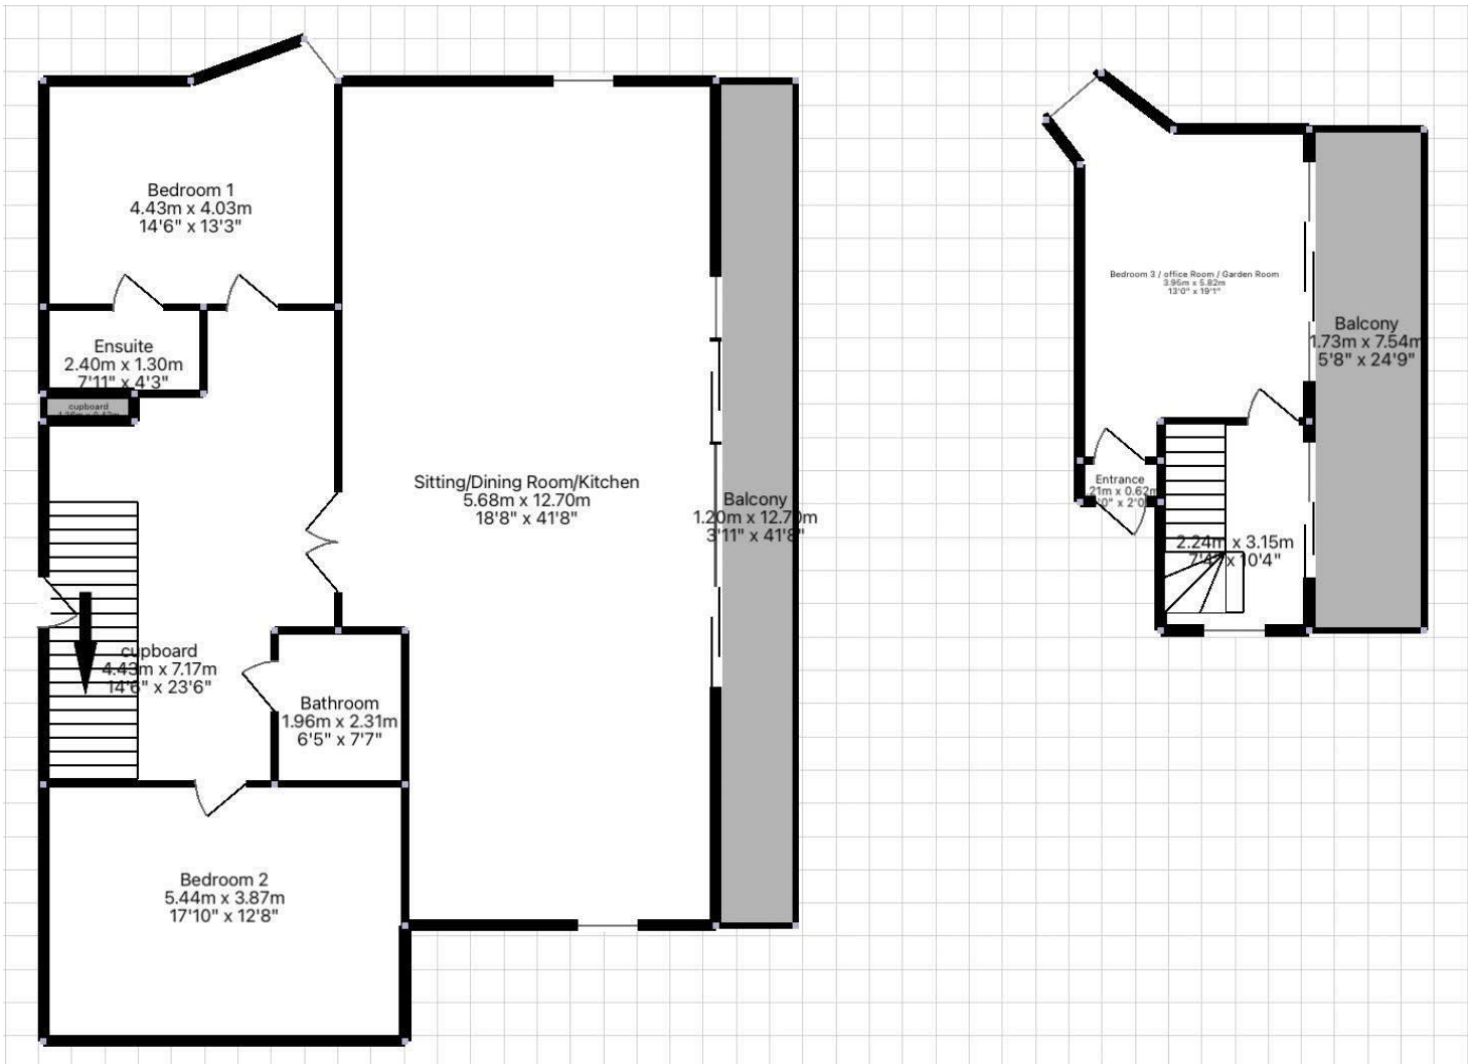 Bedroom 1
4.43m x 4.03m
14'6" x 13'3"
Ensuite
2.40m x 1.30m
7'11" x 4'3"
cupboard
Sitting/Dining Room/Kitchen
5.68m x 12.70m
18'8" x 41'8"
Balcony
1.20m x 12.70m
3'11" x 41'8"
cupboard
4.43m x 7.17m
14'6" x 23'6"
Bathroom
1.96m x 2.31m
6'5" x 7'7"
Bedroom 2
5.44m x 3.87m
17'10" x 12'8"
Bedroom 3 / office Room / Garden Room
3.95m x 5.82m
13'0" x 19'1"
Balcony
1.73m x 7.54m
5'8" x 24'9"
Entrance
.21m x 0.62m
2.24m x 3.15m
7'4" x 10'4"